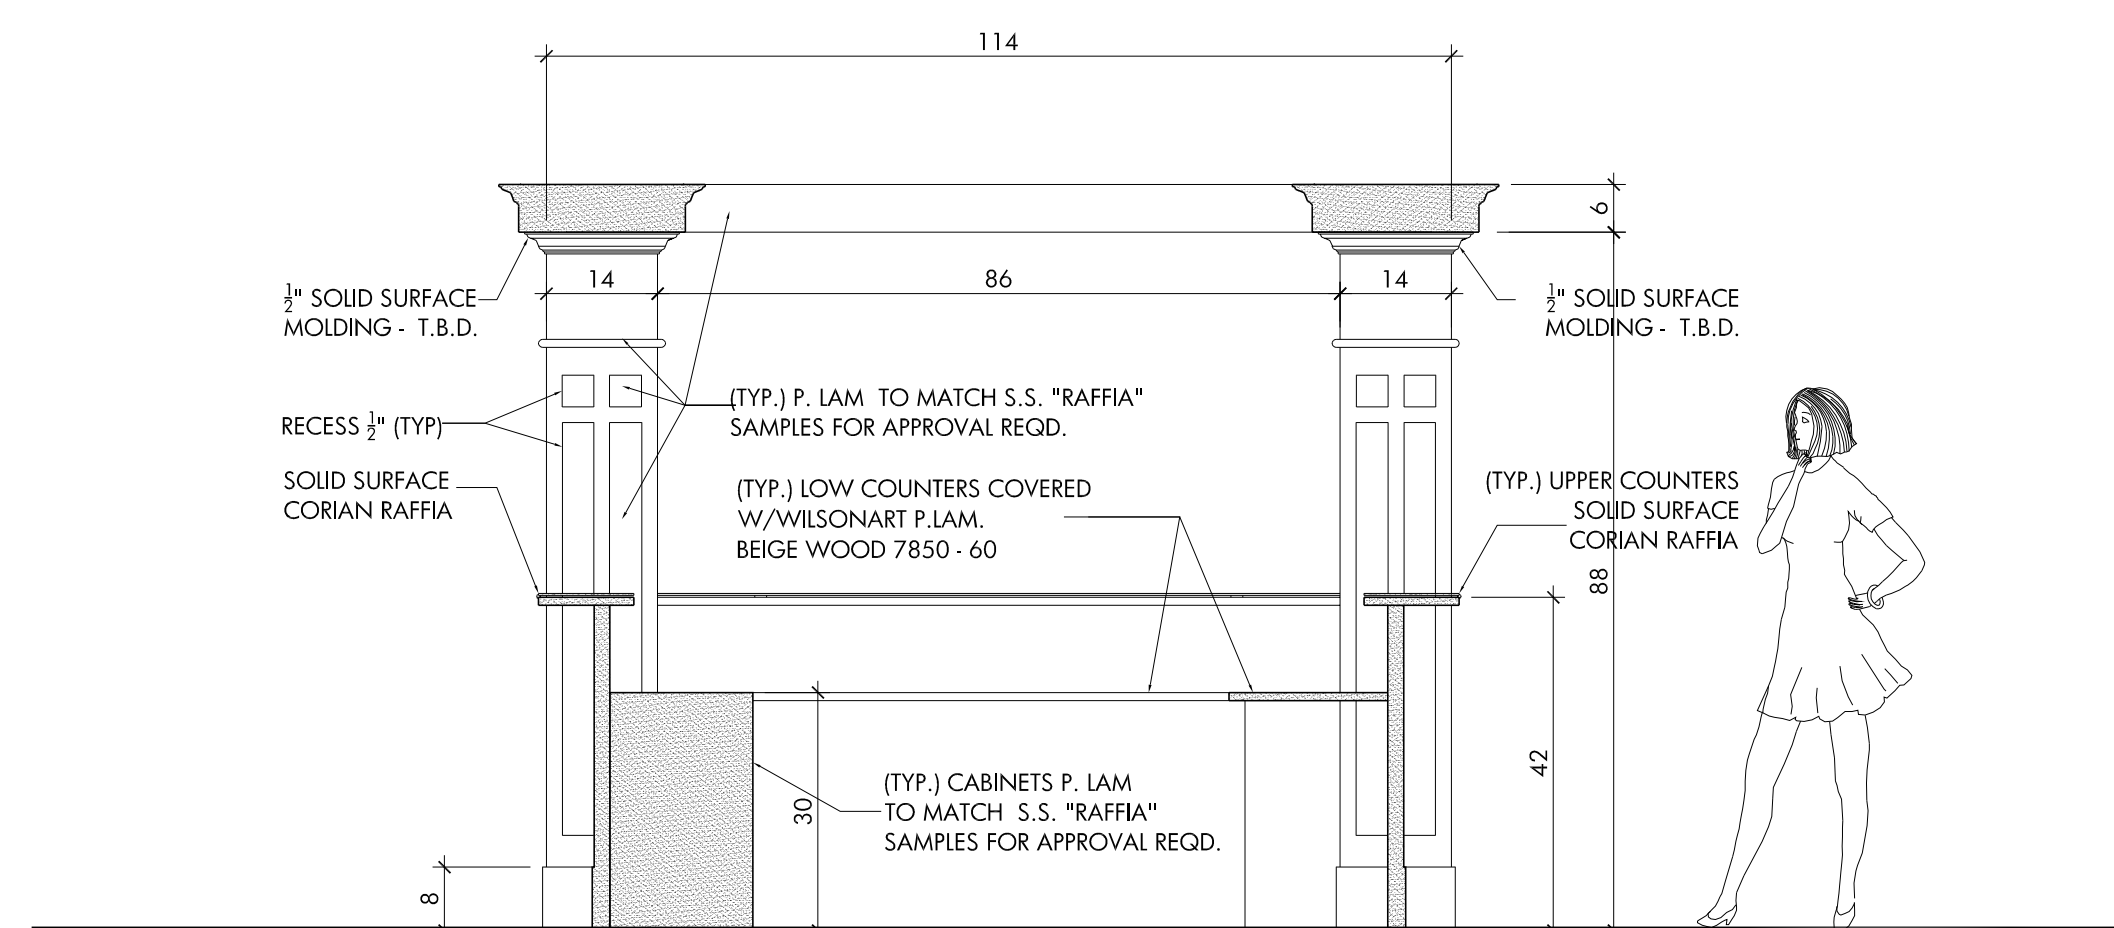 114
6
14
86
14
½" SOLID SURFACE
MOLDING - T.B.D.
½" SOLID SURFACE
MOLDING - T.B.D.
(TYP.) P. LAM TO MATCH S.S. "RAFFIA"
SAMPLES FOR APPROVAL REQD.
RECESS ½" (TYP)
SOLID SURFACE
CORIAN RAFFIA
(TYP.) LOW COUNTERS COVERED
W/WILSONART P.LAM.
BEIGE WOOD 7850 - 60
(TYP.) UPPER COUNTERS
SOLID SURFACE
CORIAN RAFFIA
88
42
30
(TYP.) CABINETS P. LAM
TO MATCH S.S. "RAFFIA"
SAMPLES FOR APPROVAL REQD.
8